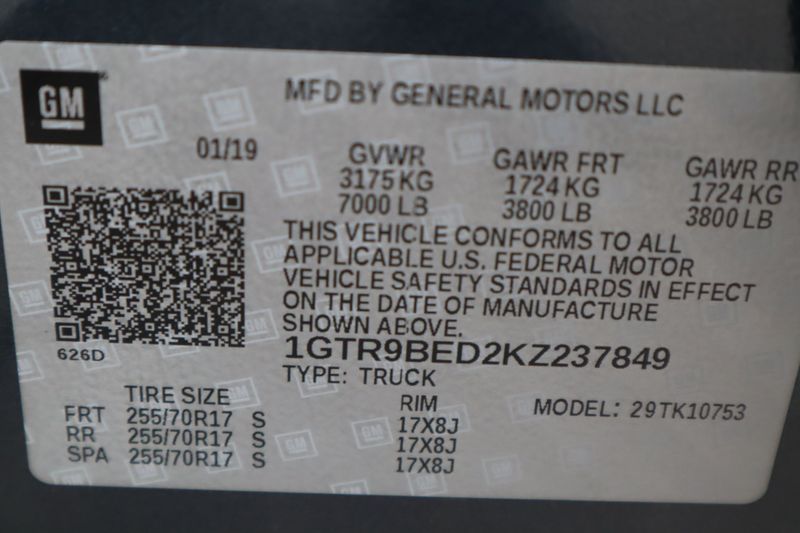 GM
MFD BY GENERAL MOTORS LLC
01/19 GVWR GAWR FRT GAWR RR
3175 KG 1724 KG 1724 KG
7000 LB 3800 LB 3800 LB
THIS VEHICLE CONFORMS TO ALL
APPLICABLE U.S. FEDERAL MOTOR
VEHICLE SAFETY STANDARDS IN EFFECT
ON THE DATE OF MANUFACTURE
SHOWN ABOVE.
626D
1GTR9BED2KZ237849
TYPE: TRUCK
TIRE SIZE RIM MODEL: 29TK10753
FRT 255/70R17 S 17X8J
RR 255/70R17 S 17X8J
SPA 255/70R17 S 17X8J